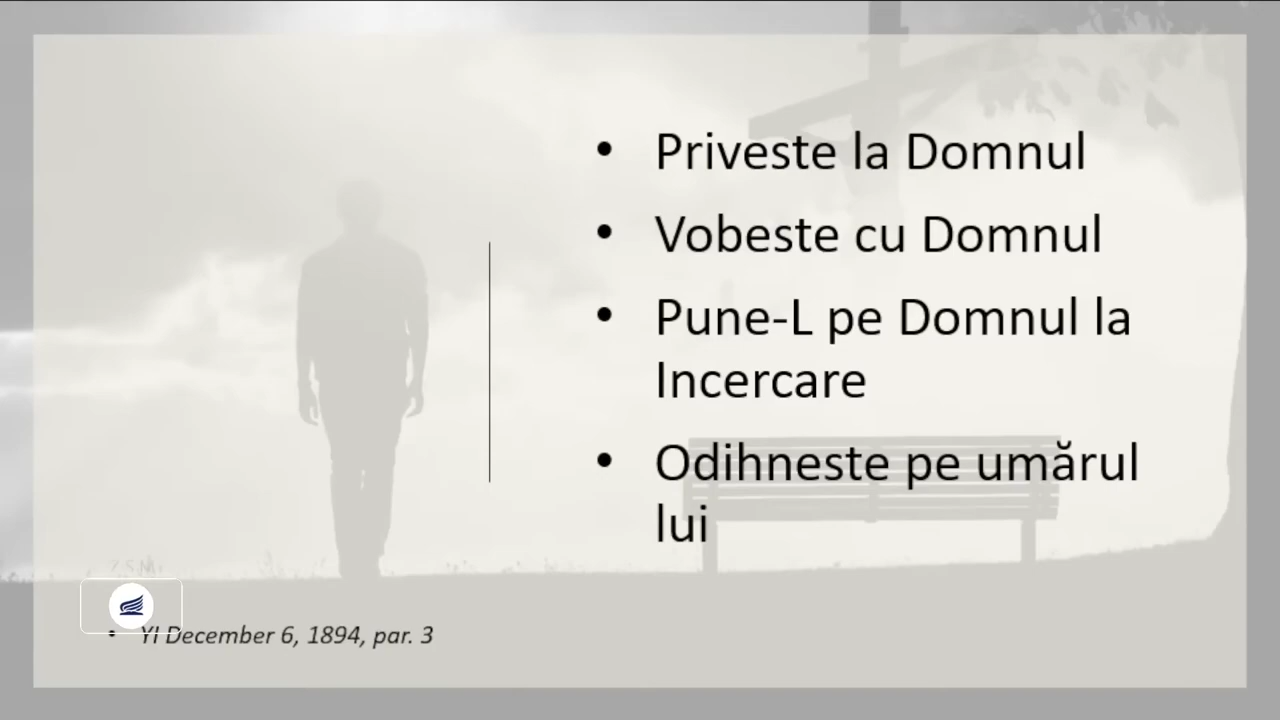 • Priveste la Domnul
• Vobeste cu Domnul
• Pune-L pe Domnul la
Incercare
• Odihneste pe umărul
lui
• YI December 6, 1894, par. 3